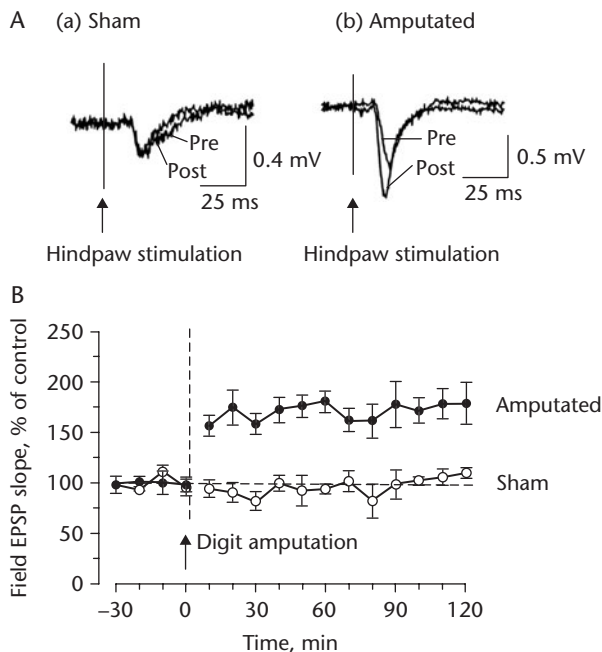 A (a) Sham (b) Amputated
Pre
Post
0.4 mV
25 ms
Hindpaw stimulation
Pre
Post
0.5 mV
25 ms
Hindpaw stimulation
B
Field EPSP slope, % of control
250
200
150
100
50
0
Amputated
Sham
Digit amputation
–30 0 30 60 90 120
Time, min